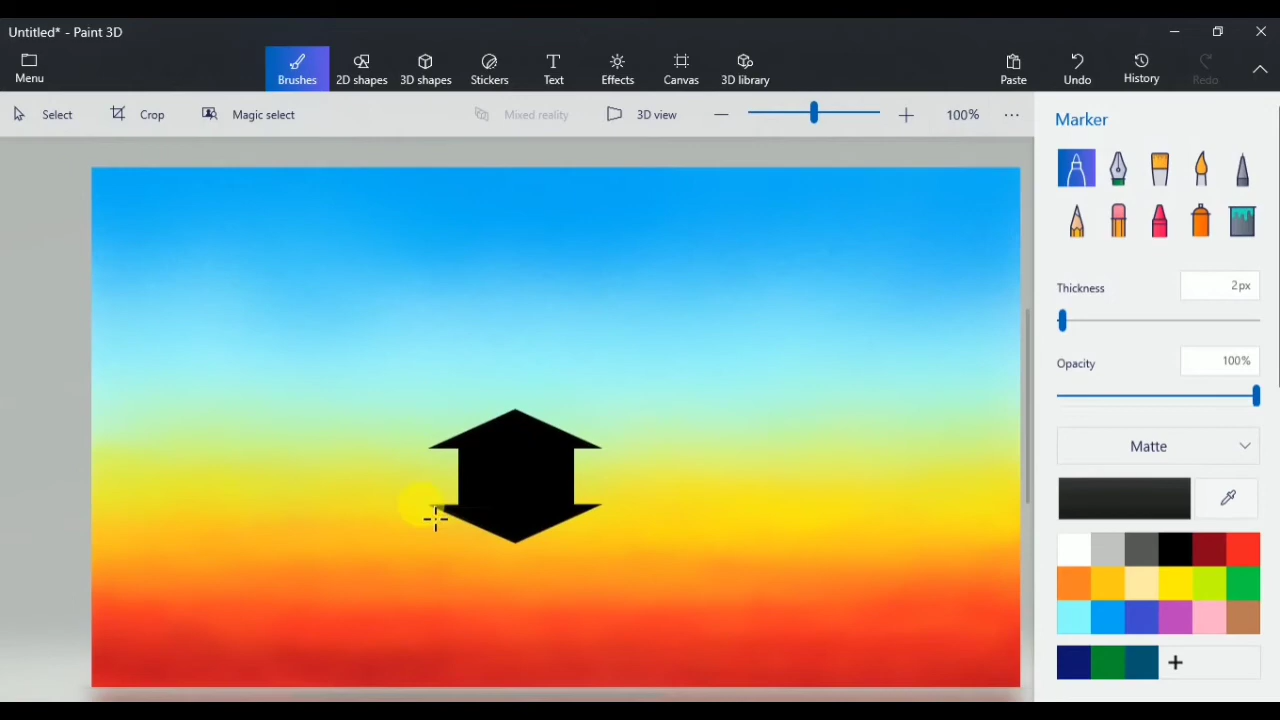 Untitled* - Paint 3D
Menu
Brushes
2D shapes
3D shapes
Stickers
Text
Effects
Canvas
3D library
Paste
Undo
History
Redo
Select
Crop
Magic select
Mixed reality
3D view
100%
Marker
Thickness
2px
Opacity
100%
Matte